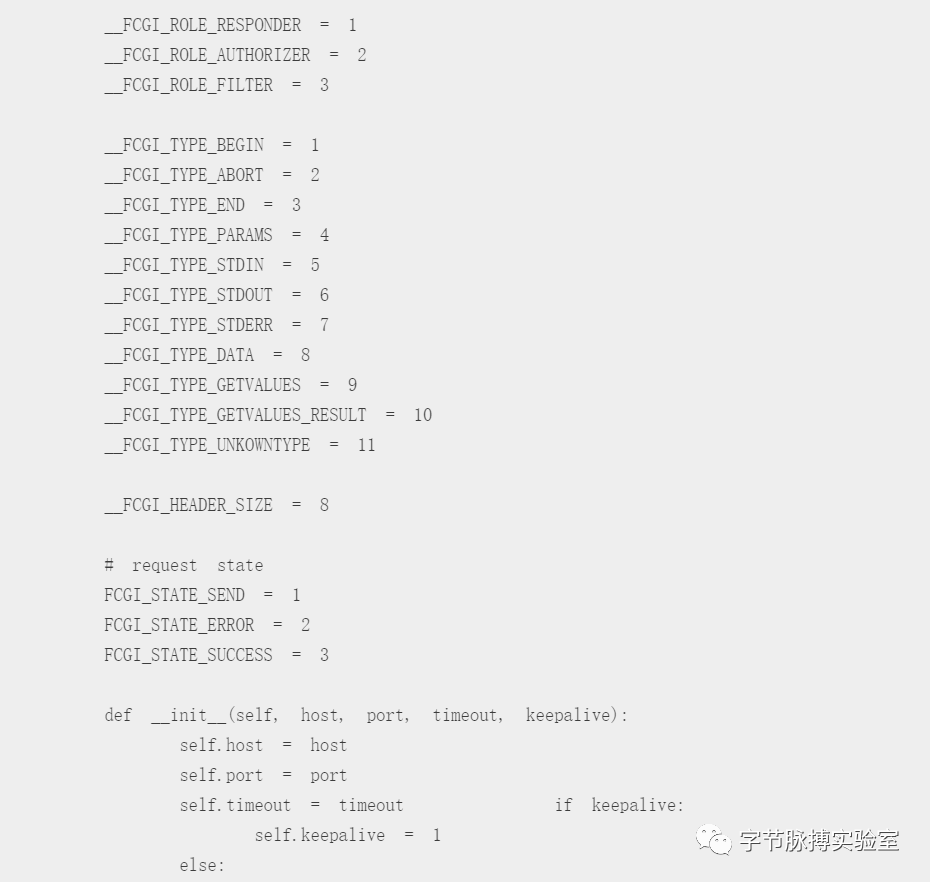 __FCGI_ROLE_RESPONDER = 1
__FCGI_ROLE_AUTHORIZER = 2
__FCGI_ROLE_FILTER = 3
__FCGI_TYPE_BEGIN = 1
__FCGI_TYPE_ABORT = 2
__FCGI_TYPE_END = 3
__FCGI_TYPE_PARAMS = 4
__FCGI_TYPE_STDIN = 5
__FCGI_TYPE_STDOUT = 6
__FCGI_TYPE_STDERR = 7
__FCGI_TYPE_DATA = 8
__FCGI_TYPE_GETVALUES = 9
__FCGI_TYPE_GETVALUES_RESULT = 10
__FCGI_TYPE_UNKOWNTYPE = 11
__FCGI_HEADER_SIZE = 8
# request state
FCGI_STATE_SEND = 1
FCGI_STATE_ERROR = 2
FCGI_STATE_SUCCESS = 3
def __init__(self, host, port, timeout, keepalive):
self.host = host
self.port = port
self.timeout = timeout if keepalive:
self.keepalive = 1
else:
字节脉搏实验室